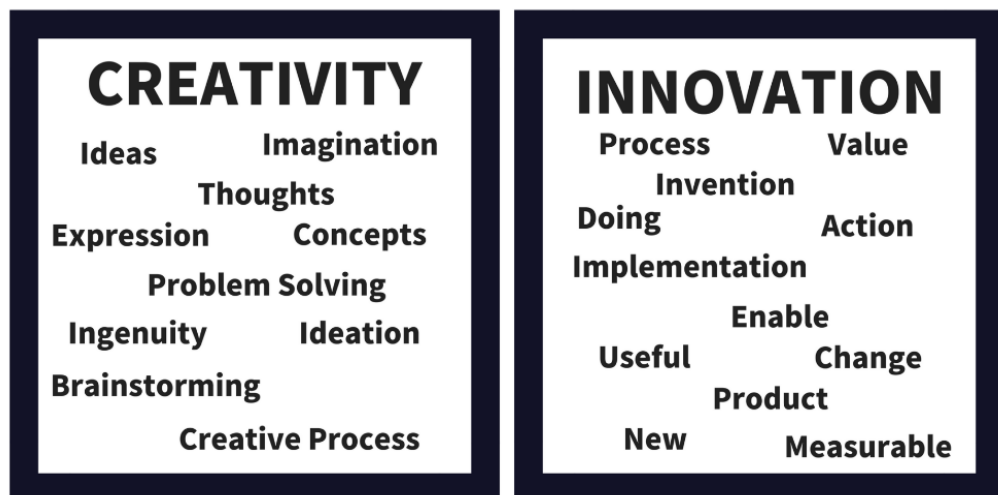 CREATIVITY
Ideas
Imagination
Thoughts
Expression
Concepts
Problem Solving
Ingenuity
Ideation
Brainstorming
Creative Process
INNOVATION
Process
Value
Invention
Doing
Action
Implementation
Enable
Useful
Change
Product
New
Measurable